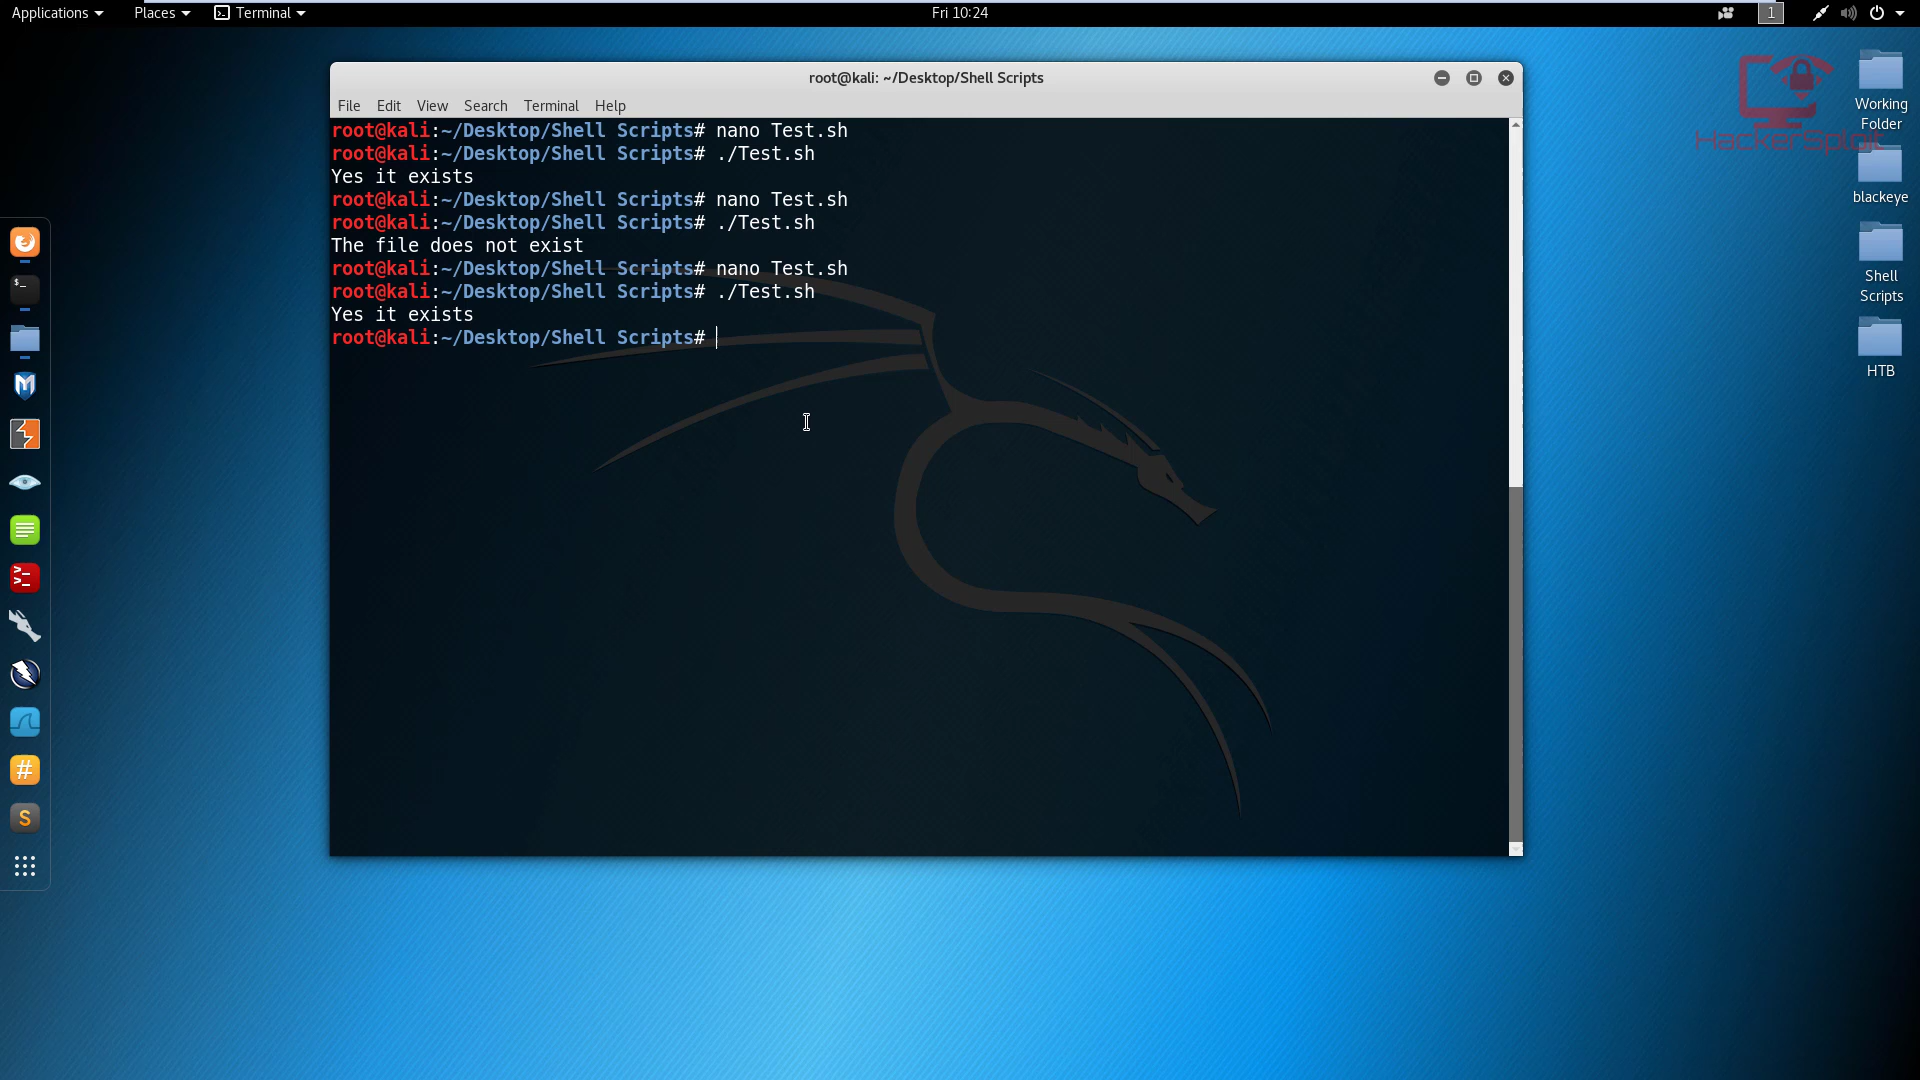 Applications Places Terminal Fri 10:24 1
root@kali: ~/Desktop/Shell Scripts
File Edit View Search Terminal Help
root@kali:~/Desktop/Shell Scripts# nano Test.sh
root@kali:~/Desktop/Shell Scripts# ./Test.sh
Yes it exists
root@kali:~/Desktop/Shell Scripts# nano Test.sh
root@kali:~/Desktop/Shell Scripts# ./Test.sh
The file does not exist
root@kali:~/Desktop/Shell Scripts# nano Test.sh
root@kali:~/Desktop/Shell Scripts# ./Test.sh
Yes it exists
root@kali:~/Desktop/Shell Scripts#
HackerSploit
Working
Folder
blackeye
Shell
Scripts
HTB